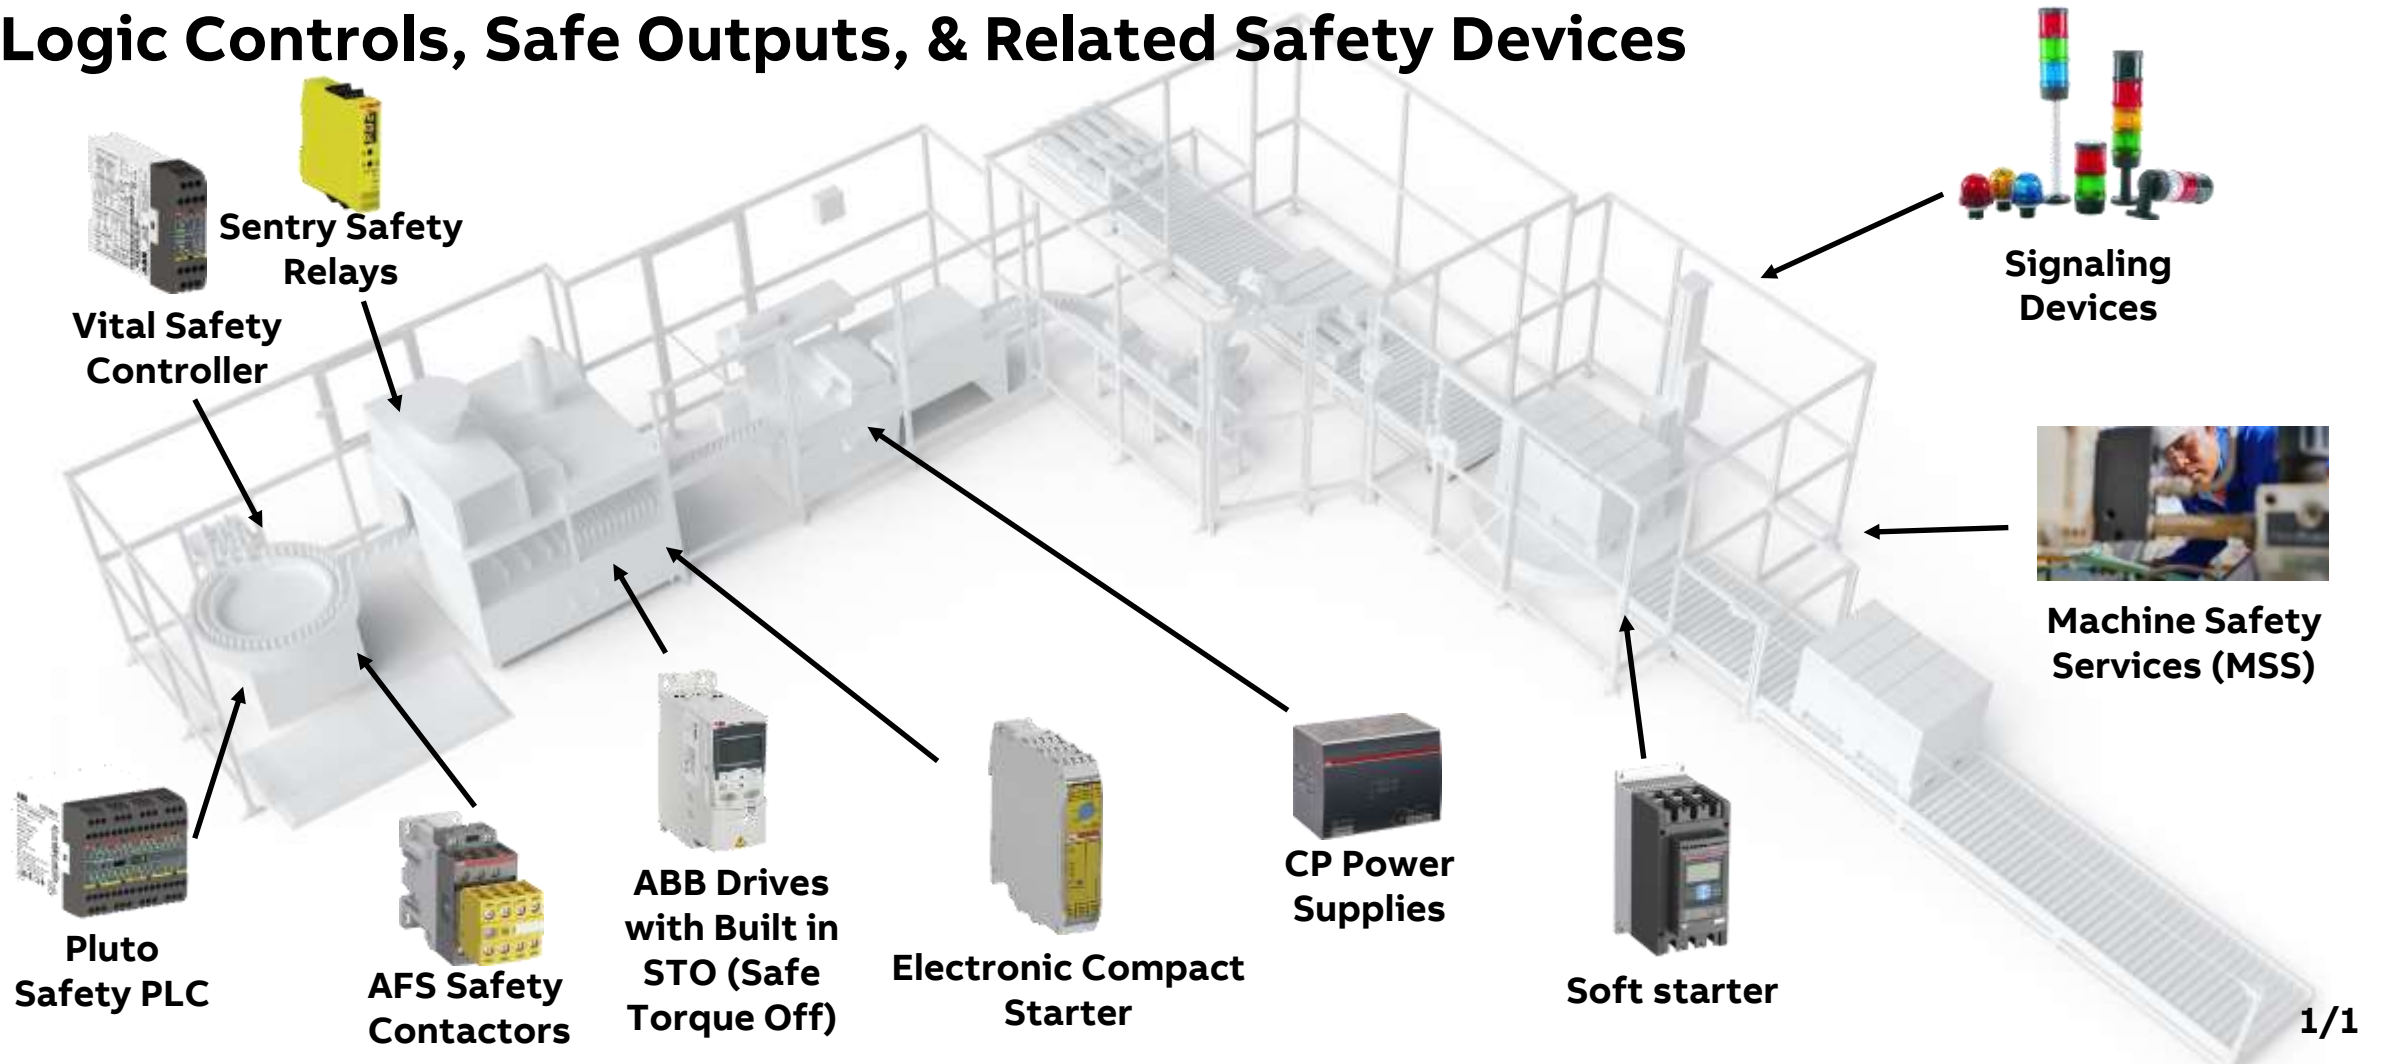 Logic Controls, Safe Outputs, & Related Safety Devices
Sentry Safety
Relays
Vital Safety
Controller
Signaling
Devices
Machine Safety
Services (MSS)
Pluto
Safety PLC
AFS Safety
Contactors
ABB Drives
with Built in
STO (Safe
Torque Off)
Electronic Compact
Starter
CP Power
Supplies
Soft starter
1/1